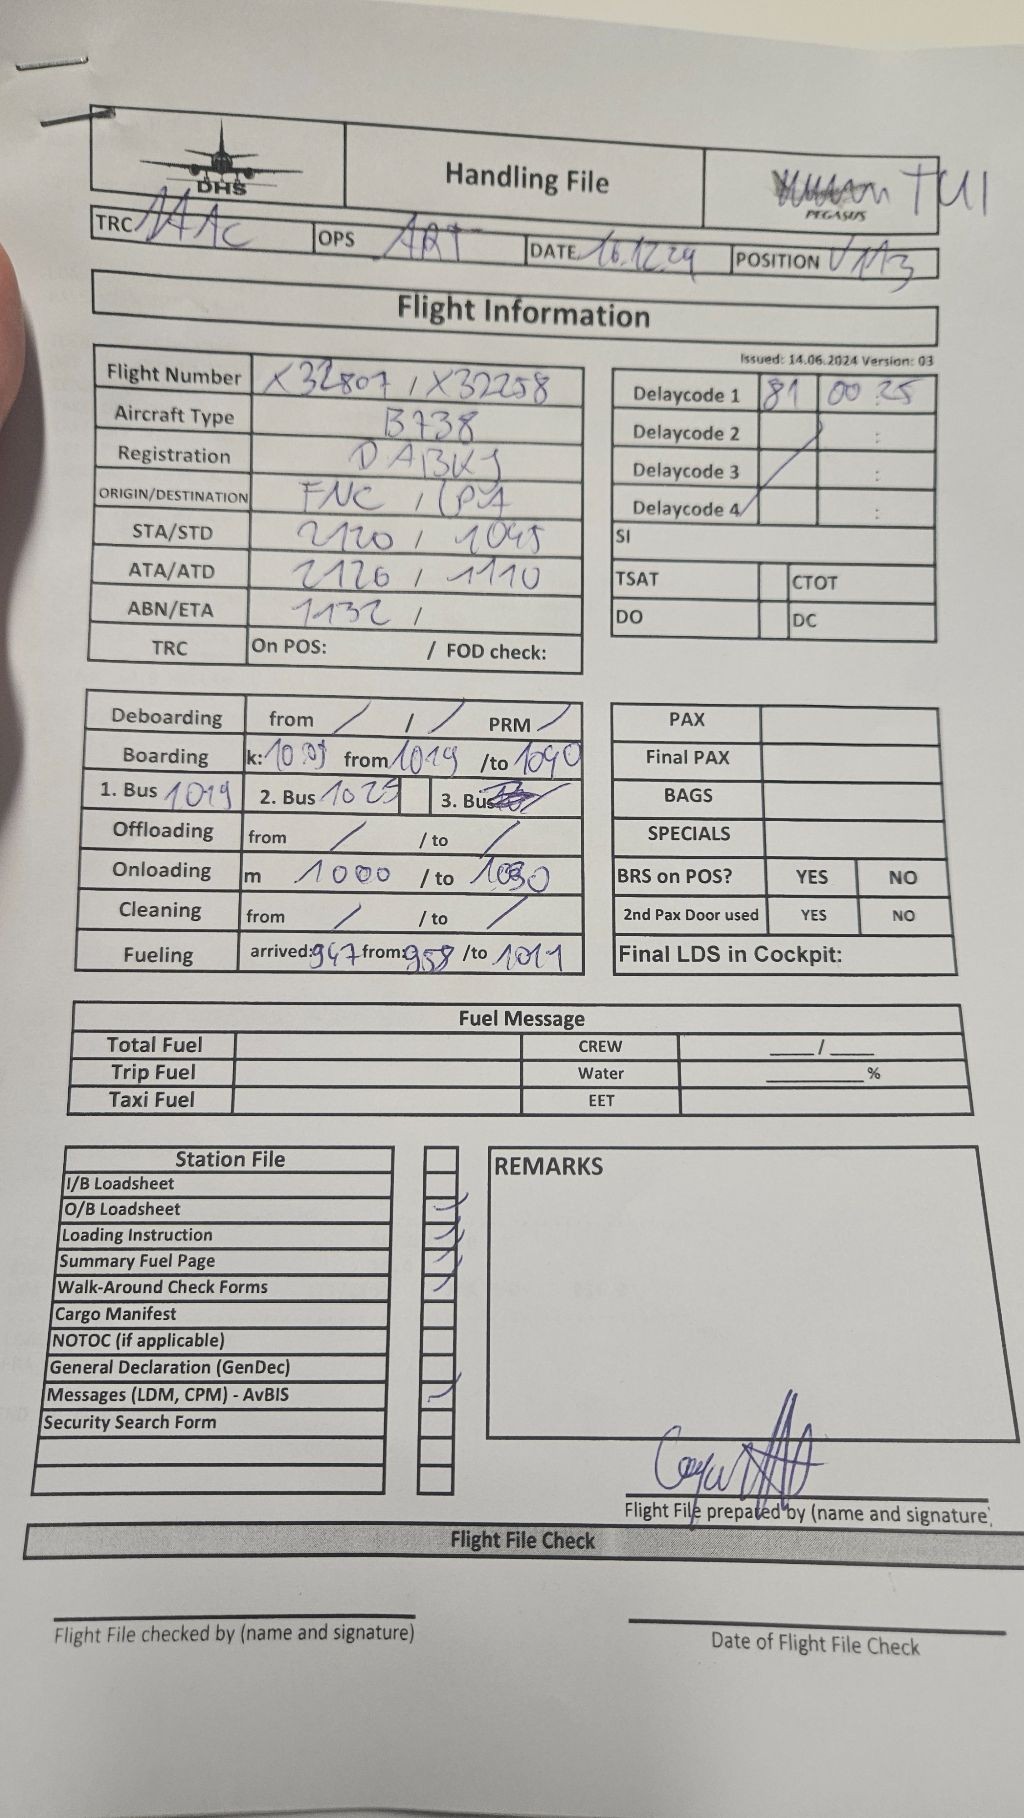 DHS
Handling File
TUI
PEGASUS
TRC MAC OPS ART DATE 16.12.24 POSITION V113
Flight Information
Issued: 14.06.2024 Version: 03
Flight Number X32807 / X32258
Aircraft Type B738
Registration DABKJ
ORIGIN/DESTINATION FNC / LPA
STA/STD 2120 / 1045
ATA/ATD 2126 / 1110
ABN/ETA 1132 /
TRC On POS: / FOD check:
Delaycode 1 81 00:25
Delaycode 2 :
Delaycode 3 :
Delaycode 4 :
SI
TSAT CTOT
DO DC
Deboarding from / / / PRM /
Boarding k: from 1019 /to 1040
1. Bus 1019 2. Bus 1025 3. Bus
Offloading from / / to /
Onloading m 1000 / to 1030
Cleaning from / / to /
Fueling arrived: 947 from: 958 /to 1011
PAX
Final PAX
BAGS
SPECIALS
BRS on POS? YES NO
2nd Pax Door used YES NO
Final LDS in Cockpit:
Fuel Message
Total Fuel CREW ____/____
Trip Fuel Water _________%
Taxi Fuel EET
Station File
I/B Loadsheet
O/B Loadsheet
Loading Instruction
Summary Fuel Page
Walk-Around Check Forms
Cargo Manifest
NOTOC (if applicable)
General Declaration (GenDec)
Messages (LDM, CPM) - AvBIS
Security Search Form
REMARKS
Flight File prepared by (name and signature)
Flight File Check
Flight File checked by (name and signature)
Date of Flight File Check